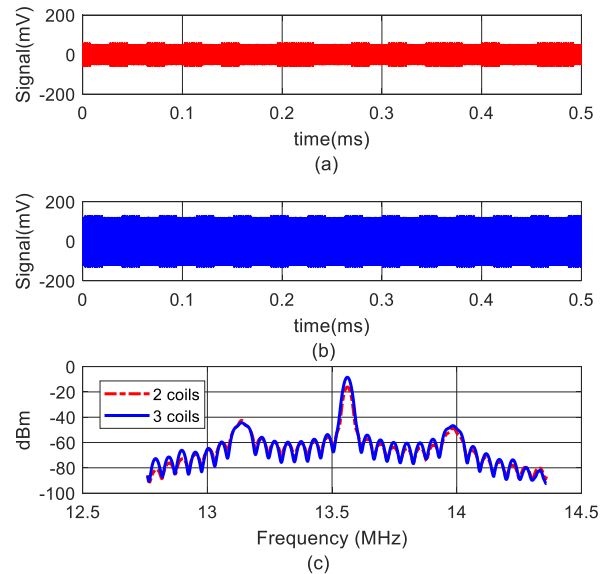 200
0
-200
Signal(mV)
0 0.1 0.2 0.3 0.4 0.5
time(ms)
(a)
200
0
-200
Signal(mV)
0 0.1 0.2 0.3 0.4 0.5
time(ms)
(b)
0
-20
-40
-60
-80
-100
dBm
2 coils
3 coils
12.5 13 13.5 14 14.5
Frequency (MHz)
(c)